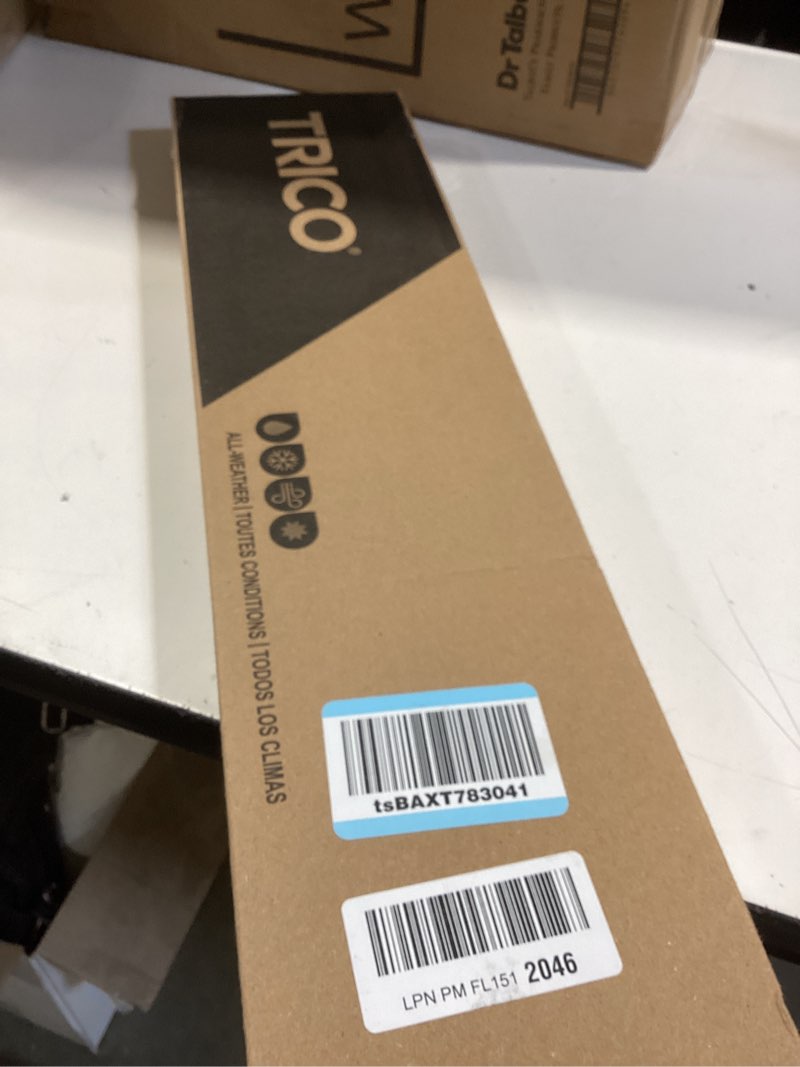 W
Dr Talb
TRICO
ALL-WEATHER | TOUTES CONDITIONS | TODOS LOS CLIMAS
tsBAXT783041
LPN PM FL151 2046